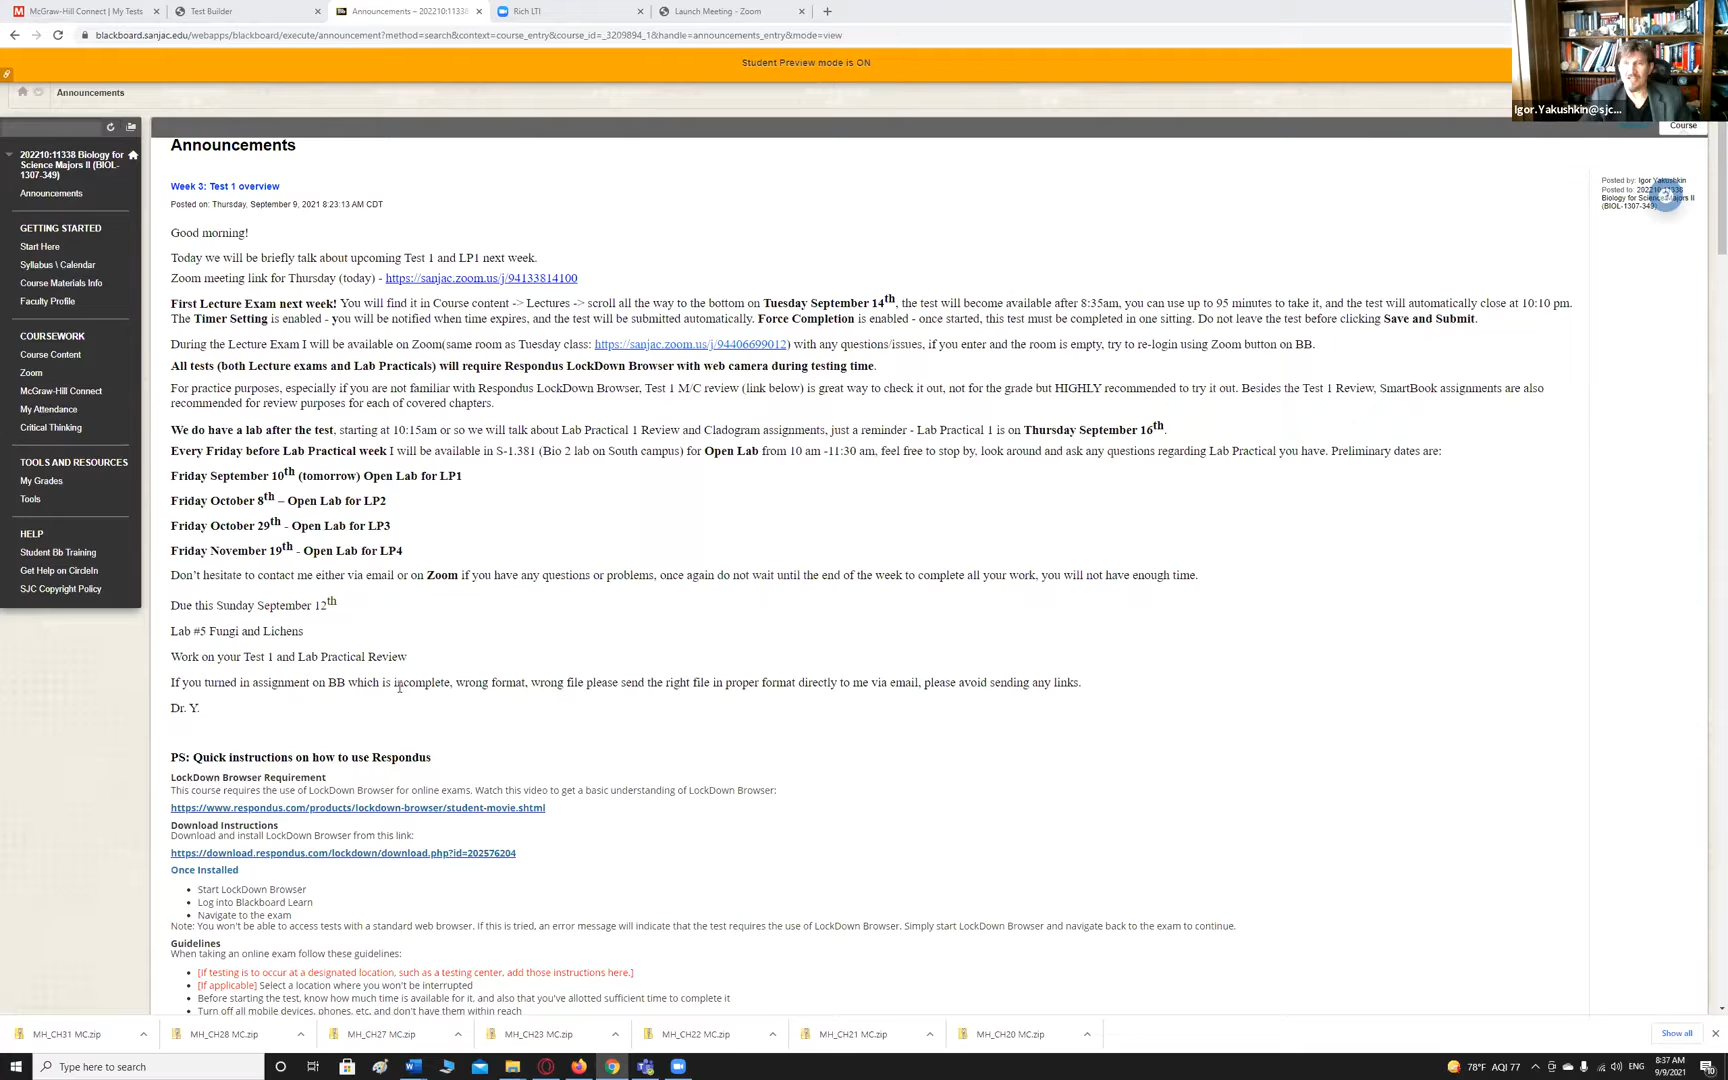 McGraw-Hill Connect | My Tests
Test Builder
Announcements – 202210:11338
Rich LTI
Launch Meeting - Zoom
blackboard.sanjac.edu/webapps/blackboard/execute/announcement?method=search&context=course_entry&course_id=_3209894_1&handle=announcements_entry&mode=view
Student Preview mode is ON
Igor.Yakushkin@sjc...
Announcements
Course
202210:11338 Biology for
Science Majors II (BIOL-
1307-349)
Announcements
GETTING STARTED
Start Here
Syllabus \ Calendar
Course Materials Info
Faculty Profile
COURSEWORK
Course Content
Zoom
McGraw-Hill Connect
My Attendance
Critical Thinking
TOOLS AND RESOURCES
My Grades
Tools
HELP
Student Bb Training
Get Help on CircleIn
SJC Copyright Policy
Announcements
Week 3: Test 1 overview
Posted on: Thursday, September 9, 2021 8:23:13 AM CDT
Posted by: Igor Yakushkin
Posted to: 202210:11338
Biology for Science Majors II
(BIOL-1307-349)
Good morning!
Today we will be briefly talk about upcoming Test 1 and LP1 next week.
Zoom meeting link for Thursday (today) - https://sanjac.zoom.us/j/94133814100
First Lecture Exam next week! You will find it in Course content -> Lectures -> scroll all the way to the bottom on Tuesday September 14th, the test will become available after 8:35am, you can use up to 95 minutes to take it, and the test will automatically close at 10:10 pm.
The Timer Setting is enabled - you will be notified when time expires, and the test will be submitted automatically. Force Completion is enabled - once started, this test must be completed in one sitting. Do not leave the test before clicking Save and Submit.
During the Lecture Exam I will be available on Zoom(same room as Tuesday class: https://sanjac.zoom.us/j/94406699012) with any questions/issues, if you enter and the room is empty, try to re-login using Zoom button on BB.
All tests (both Lecture exams and Lab Practicals) will require Respondus LockDown Browser with web camera during testing time.
For practice purposes, especially if you are not familiar with Respondus LockDown Browser, Test 1 M/C review (link below) is great way to check it out, not for the grade but HIGHLY recommended to try it out. Besides the Test 1 Review, SmartBook assignments are also
recommended for review purposes for each of covered chapters.
We do have a lab after the test, starting at 10:15am or so we will talk about Lab Practical 1 Review and Cladogram assignments, just a reminder - Lab Practical 1 is on Thursday September 16th.
Every Friday before Lab Practical week I will be available in S-1.381 (Bio 2 lab on South campus) for Open Lab from 10 am -11:30 am, feel free to stop by, look around and ask any questions regarding Lab Practical you have. Preliminary dates are:
Friday September 10th (tomorrow) Open Lab for LP1
Friday October 8th – Open Lab for LP2
Friday October 29th - Open Lab for LP3
Friday November 19th - Open Lab for LP4
Don't hesitate to contact me either via email or on Zoom if you have any questions or problems, once again do not wait until the end of the week to complete all your work, you will not have enough time.
Due this Sunday September 12th
Lab #5 Fungi and Lichens
Work on your Test 1 and Lab Practical Review
If you turned in assignment on BB which is incomplete, wrong format, wrong file please send the right file in proper format directly to me via email, please avoid sending any links.
Dr. Y.
PS: Quick instructions on how to use Respondus
LockDown Browser Requirement
This course requires the use of LockDown Browser for online exams. Watch this video to get a basic understanding of LockDown Browser:
https://www.respondus.com/products/lockdown-browser/student-movie.shtml
Download Instructions
Download and install LockDown Browser from this link:
https://download.respondus.com/lockdown/download.php?id=202576204
Once Installed
Start LockDown Browser
Log into Blackboard Learn
Navigate to the exam
Note: You won't be able to access tests with a standard web browser. If this is tried, an error message will indicate that the test requires the use of LockDown Browser. Simply start LockDown Browser and navigate back to the exam to continue.
Guidelines
When taking an online exam follow these guidelines:
[If testing is to occur at a designated location, such as a testing center, add those instructions here.]
[If applicable] Select a location where you won't be interrupted
Before starting the test, know how much time is available for it, and also that you've allotted sufficient time to complete it
Turn off all mobile devices, phones, etc. and don't have them within reach
MH_CH31 MC.zip
MH_CH28 MC.zip
MH_CH27 MC.zip
MH_CH23 MC.zip
MH_CH22 MC.zip
MH_CH21 MC.zip
MH_CH20 MC.zip
Show all
Type here to search
78°F AQI 77
ENG
8:37 AM
9/9/2021